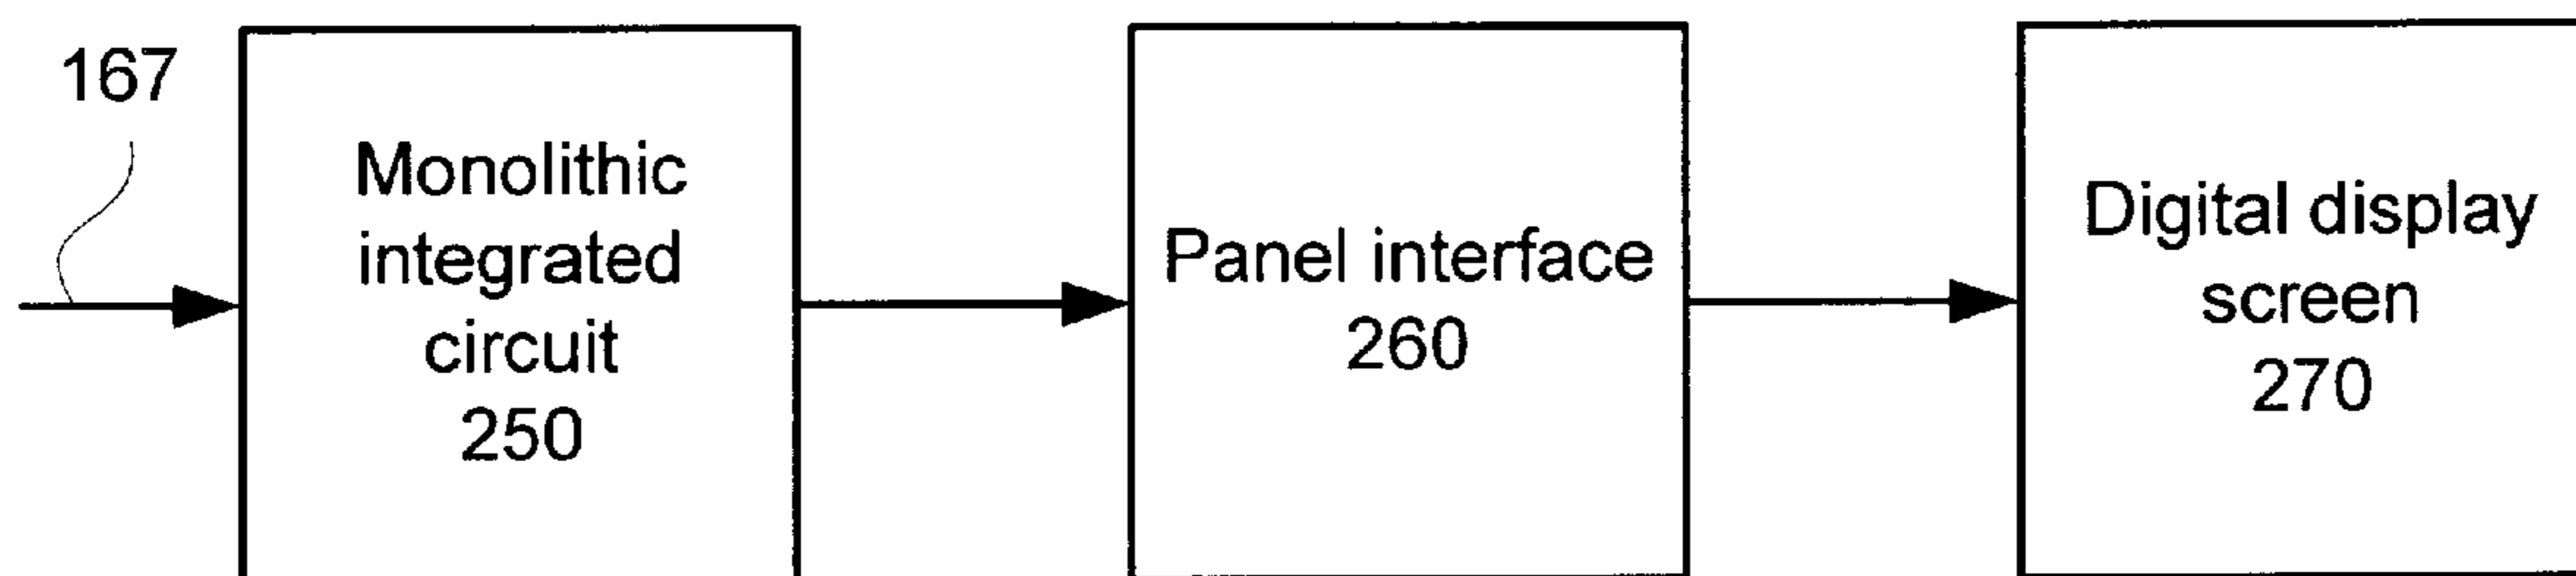 167
Monolithic
integrated
circuit
250
Panel interface
260
Digital display
screen
270